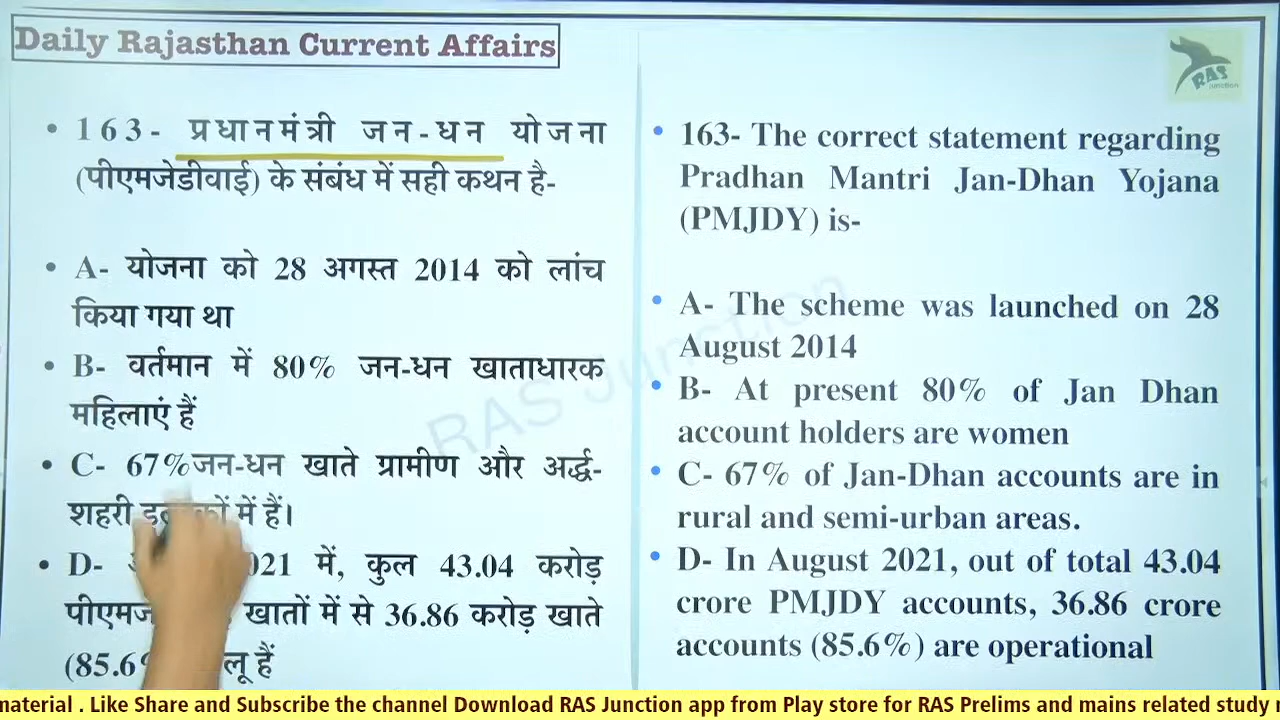 Daily Rajasthan Current Affairs
RAS
Junction
• 163- प्रधानमंत्री जन-धन योजना
(पीएमजेडीवाई) के संबंध में सही कथन है-
• A- योजना को 28 अगस्त 2014 को लांच
किया गया था
• B- वर्तमान में 80% जन-धन खाताधारक
महिलाएं हैं
• C- 67%जन-धन खाते ग्रामीण और अर्द्ध-
शहरी में हैं।
• D- 021 में, कुल 43.04 करोड़
खातों में से 36.86 करोड़ खाते
(85.6 हैं
• 163- The correct statement regarding
Pradhan Mantri Jan-Dhan Yojana
(PMJDY) is-
• A- The scheme was launched on 28
August 2014
• B- At present 80% of Jan Dhan
account holders are women
• C- 67% of Jan-Dhan accounts are in
rural and semi-urban areas.
• D- In August 2021, out of total 43.04
crore PMJDY accounts, 36.86 crore
accounts (85.6%) are operational
RAS Junction
material . Like Share and Subscribe the channel Download RAS Junction app from Play store for RAS Prelims and mains related study